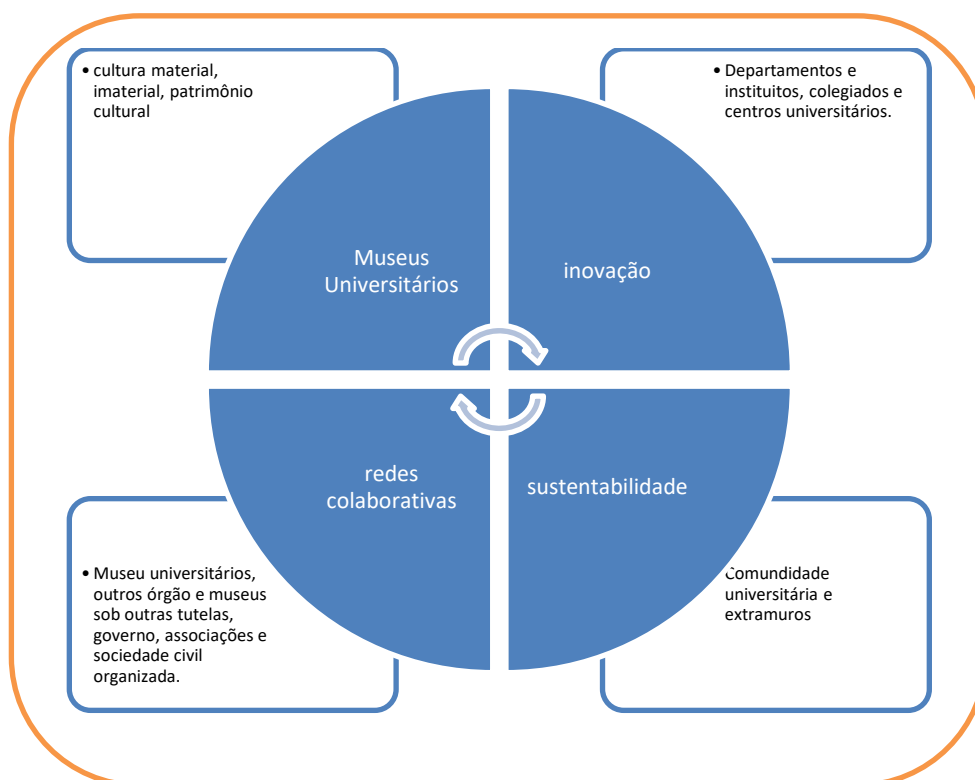 • cultura material,
imaterial, patrimônio
cultural
• Departamentos e
institutos, colegiados e
centros universitários.
Museus
Universitários
inovação
redes
colaborativas
sustentabilidade
• Museu universitários,
outros órgão e museus
sob outras tutelas,
governo, associações e
sociedade civil
organizada.
Comundidade
universitária e
extramuros